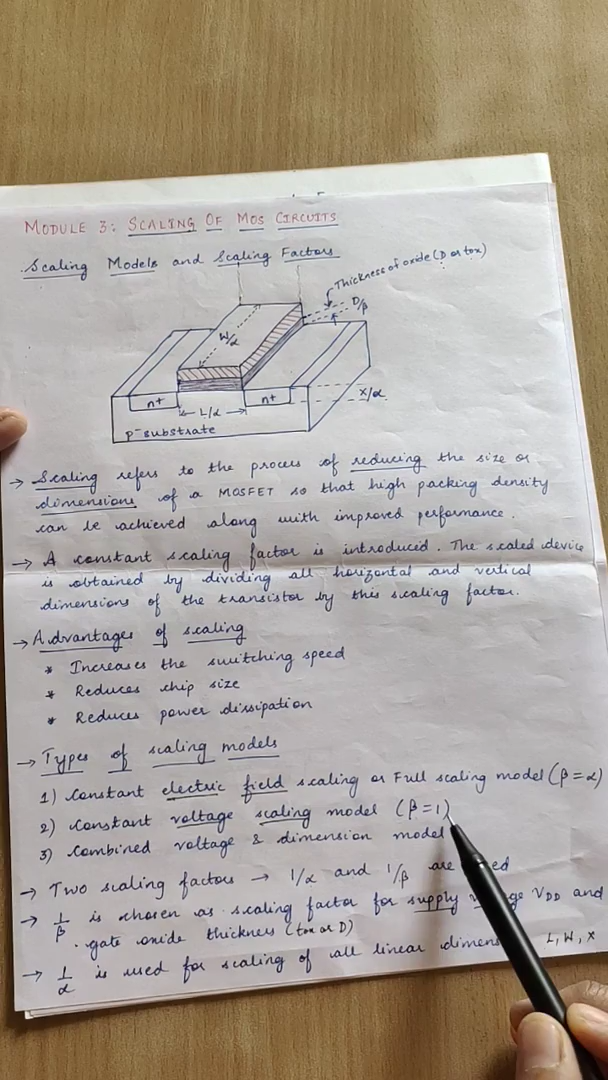 MODULE 3: SCALING OF MOS CIRCUITS
Scaling Models and Scaling Factors
Thickness of oxide (D or tox)
D/β
W/α
n+
L/α
n+
X/α
p-substrate
→ Scaling refers to the process of reducing the size or
dimensions of a MOSFET so that high packing density
can be achieved along with improved performance.
→ A constant scaling factor is introduced. The scaled device
is obtained by dividing all horizontal and vertical
dimensions of the transistor by this scaling factor.
→ Advantages of scaling
* Increases the switching speed
* Reduces chip size
* Reduces power dissipation
→ Types of scaling models
1) Constant electric field scaling or Full scaling model (β=α)
2) Constant voltage scaling model (β=1)
3) Combined voltage & dimension model
→ Two scaling factors → 1/α and 1/β are
→ 1/β is chosen as scaling factor for supply VDD and
gate oxide thickness (tox or D)
→ 1/α is used for scaling of all linear L, W, X